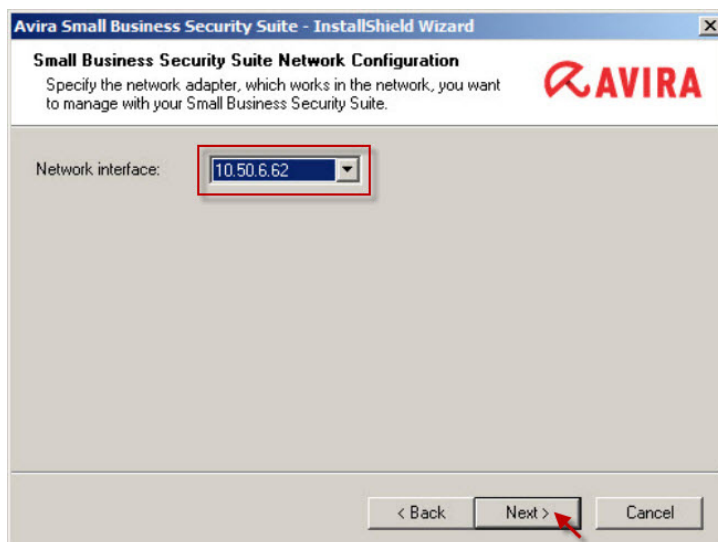 Avira Small Business Security Suite - InstallShield Wizard
Small Business Security Suite Network Configuration
Specify the network adapter, which works in the network, you want
to manage with your Small Business Security Suite.
AVIRA
Network interface:
10.50.6.62
< Back
Next >
Cancel